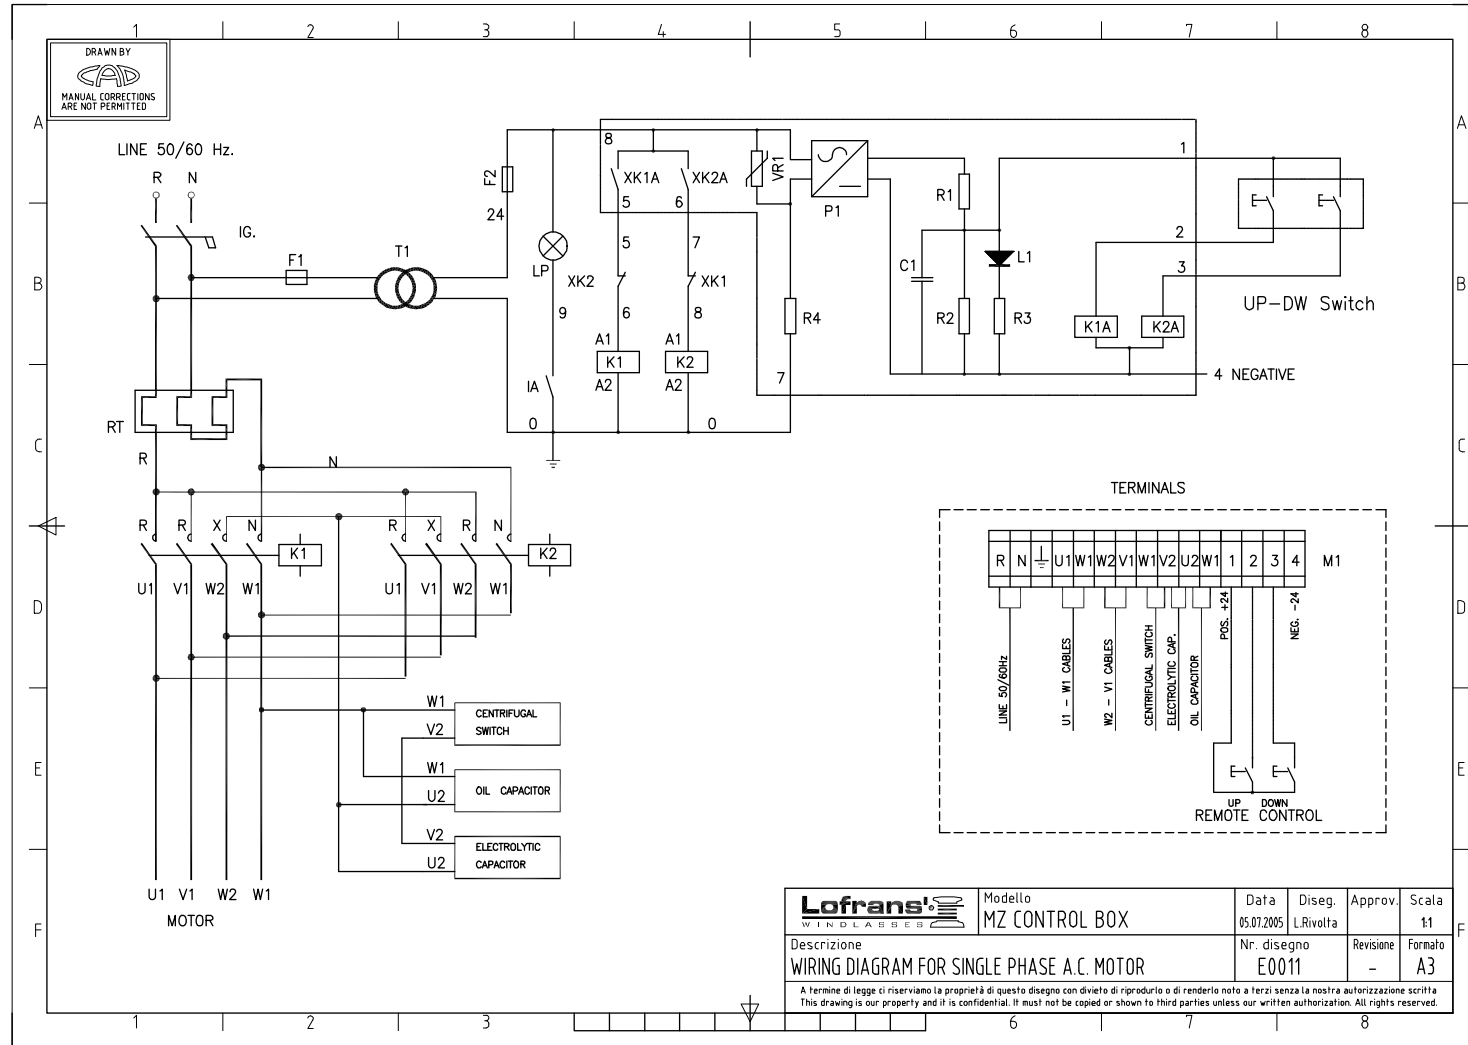 1 2 3 4 5 6 7 8
DRAWN BY
CAD
MANUAL CORRECTIONS
ARE NOT PERMITTED
A A
LINE 50/60 Hz.
R N
IG.
F1
T1
F2
24
8
XK1A XK2A
VR1
5 6
P1
R1
1
2
3
B B
LP
XK2
5 7
XK1
9
6 8
C1
L1
R4
R2
R3
K1A K2A
UP-DW Switch
A1 A1
K1 K2
A2 A2
IA
7
4 NEGATIVE
0 0
RT
C C
R
N
R R X N
K1
R X R N
K2
U1 V1 W2 W1
U1 V1 W2 W1
D D
TERMINALS
R N U1 W1 W2 V1 W1 V2 U2 W1 1 2 3 4
M1
LINE 50/60Hz
U1 - W1 CABLES
W2 - V1 CABLES
CENTRIFUGAL SWITCH
ELECTROLYTIC CAP.
OIL CAPACITOR
POS. +24
NEG. -24
UP DOWN
REMOTE CONTROL
E E
W1
V2
CENTRIFUGAL
SWITCH
W1
U2
OIL CAPACITOR
V2
U2
ELECTROLYTIC
CAPACITOR
U1 V1 W2 W1
MOTOR
F F
Lofrans'
WINDLASSES
Modello
MZ CONTROL BOX
Data
05.07.2005
Diseg.
L.Rivolta
Approv.
Scala
1:1
Descrizione
WIRING DIAGRAM FOR SINGLE PHASE A.C. MOTOR
Nr. disegno
E0011
Revisione
-
Formato
A3
A termine di legge ci riserviamo la proprietà di questo disegno con divieto di riprodurlo o di renderlo noto a terzi senza la nostra autorizzazione scritta
This drawing is our property and it is confidential. It must not be copied or shown to third parties unless our written authorization. All rights reserved.
1 2 3 6 7 8